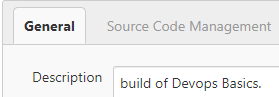 General Source Code Management
Description build of Devops Basics.